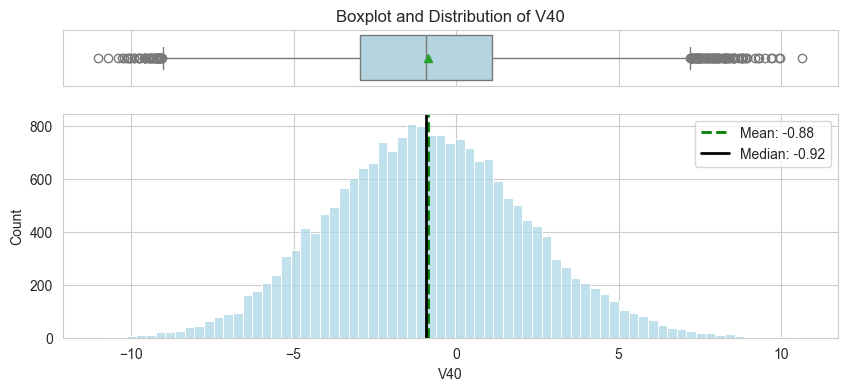 Boxplot and Distribution of V40
800
600
400
200
0
Count
Mean: -0.88
Median: -0.92
−10
−5
0
5
10
V40